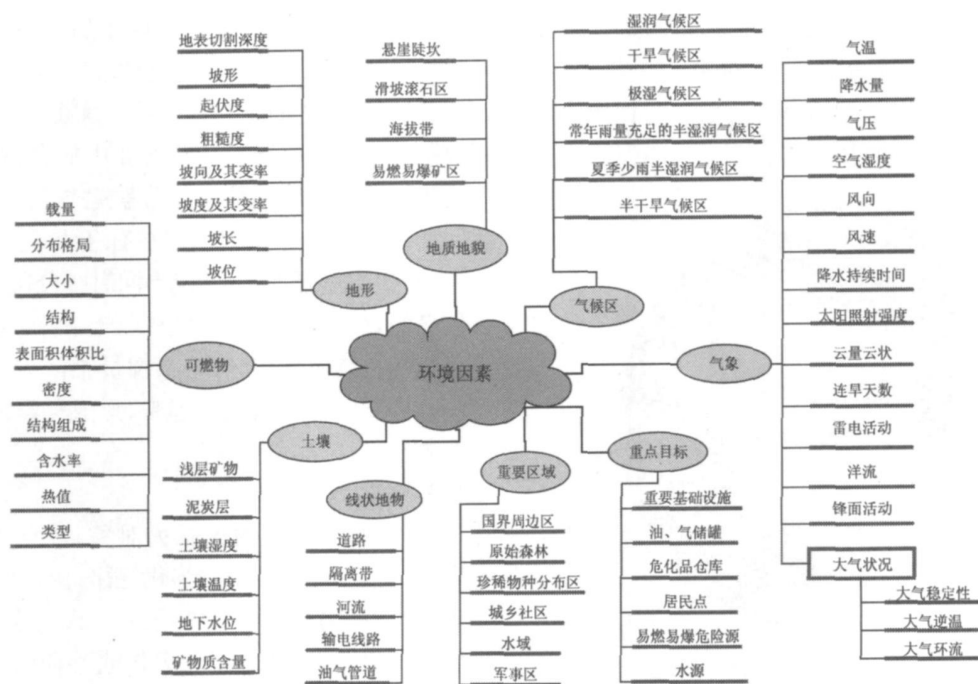 环境因素
地形
地表切割深度
坡形
起伏度
粗糙度
坡向及其变率
坡度及其变率
坡长
坡位
地质地貌
悬崖陡坎
滑坡滚石区
海拔带
易燃易爆矿区
气候区
湿润气候区
干旱气候区
极湿气候区
常年雨量充足的半湿润气候区
夏季少雨半湿润气候区
半干旱气候区
气象
气温
降水量
气压
空气湿度
风向
风速
降水持续时间
太阳照射强度
云量云状
连旱天数
雷电活动
洋流
锋面活动
大气状况
大气稳定性
大气逆温
大气环流
可燃物
载量
分布格局
大小
结构
表面积体积比
密度
结构组成
含水率
热值
类型
土壤
浅层矿物
泥炭层
土壤湿度
土壤温度
地下水位
矿物质含量
线状地物
道路
隔离带
河流
输电线路
油气管道
重要区域
国界周边区
原始森林
珍稀物种分布区
城乡社区
水域
军事区
重点目标
重要基础设施
油、气储罐
危化品仓库
居民点
易燃易爆危险源
水源